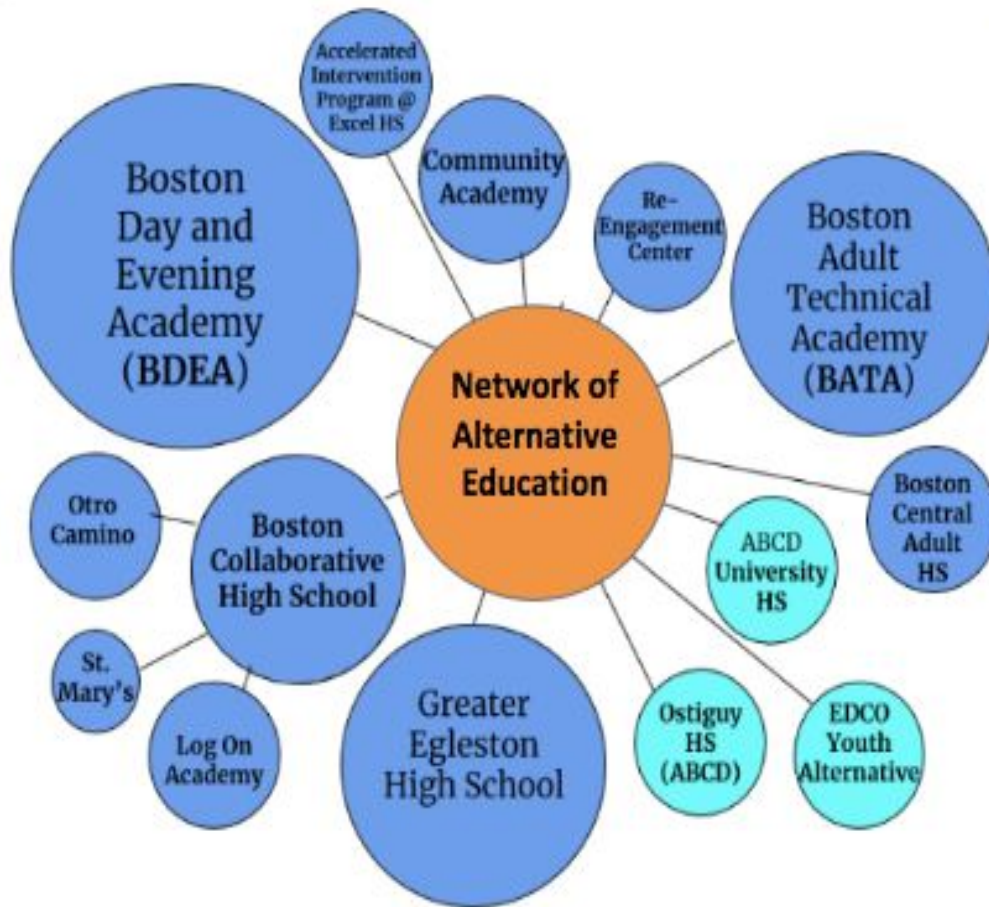 Accelerated
Intervention
Program @
Excel HS
Community
Academy
Re-
Engagement
Center
Boston
Day and
Evening
Academy
(BDEA)
Boston
Adult
Technical
Academy
(BATA)
Network of
Alternative
Education
Otro
Camino
Boston
Collaborative
High School
Boston
Central
Adult
HS
ABCD
University
HS
St.
Mary's
Log On
Academy
Greater
Egleston
High School
Ostiguy
HS
(ABCD)
EDCO
Youth
Alternative